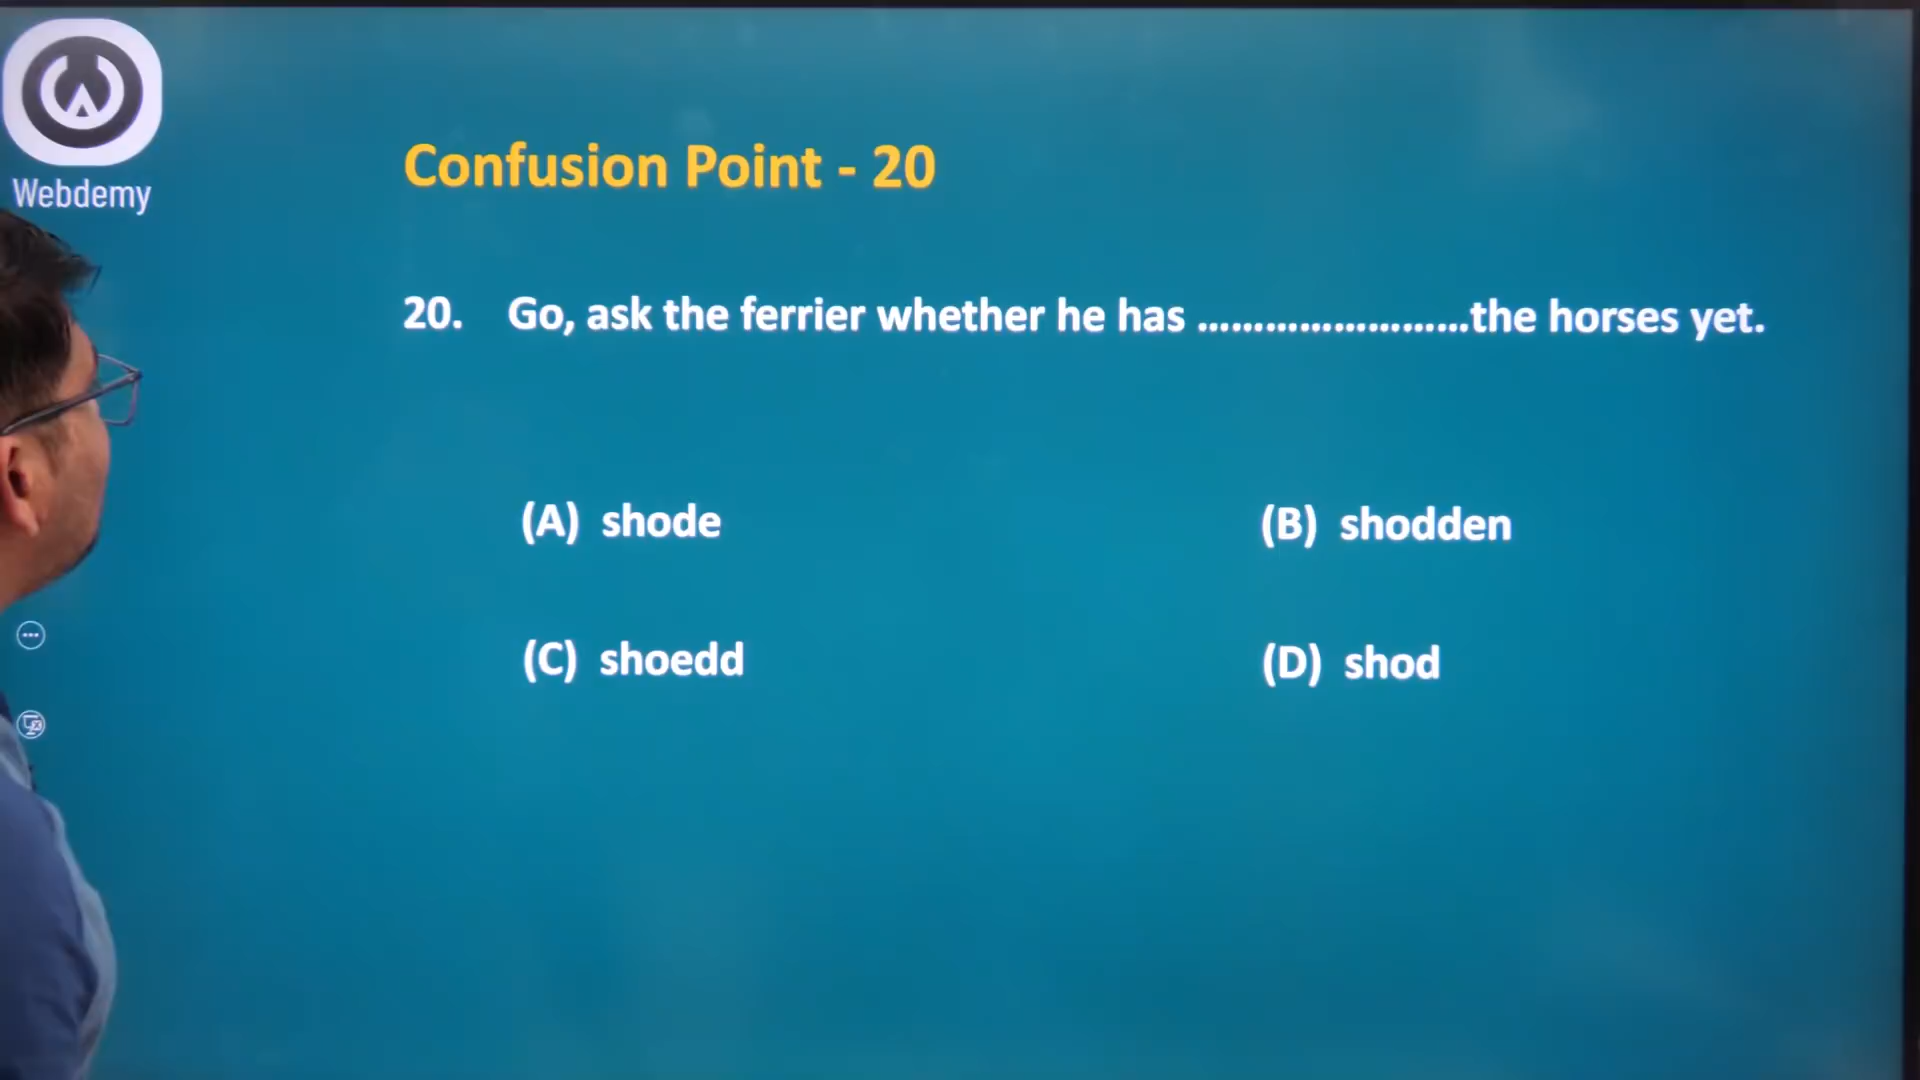 Webdemy
Confusion Point - 20
20. Go, ask the ferrier whether he has ........................the horses yet.
(A) shode (B) shodden
(C) shoedd (D) shod